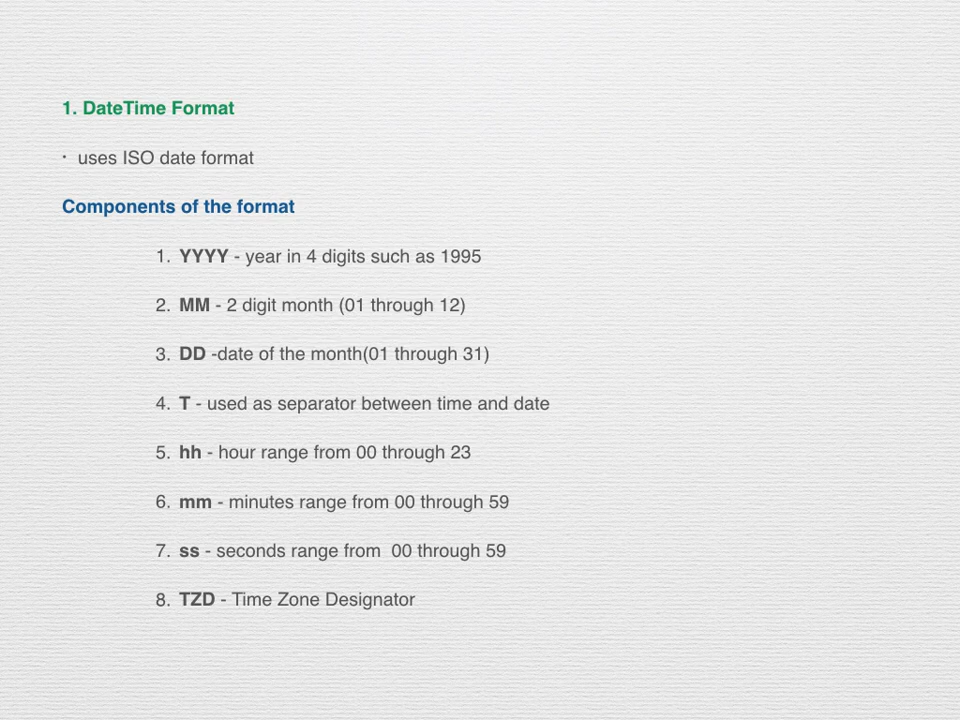 1. DateTime Format
· uses ISO date format
Components of the format
1. YYYY - year in 4 digits such as 1995
2. MM - 2 digit month (01 through 12)
3. DD -date of the month(01 through 31)
4. T - used as separator between time and date
5. hh - hour range from 00 through 23
6. mm - minutes range from 00 through 59
7. ss - seconds range from  00 through 59
8. TZD - Time Zone Designator